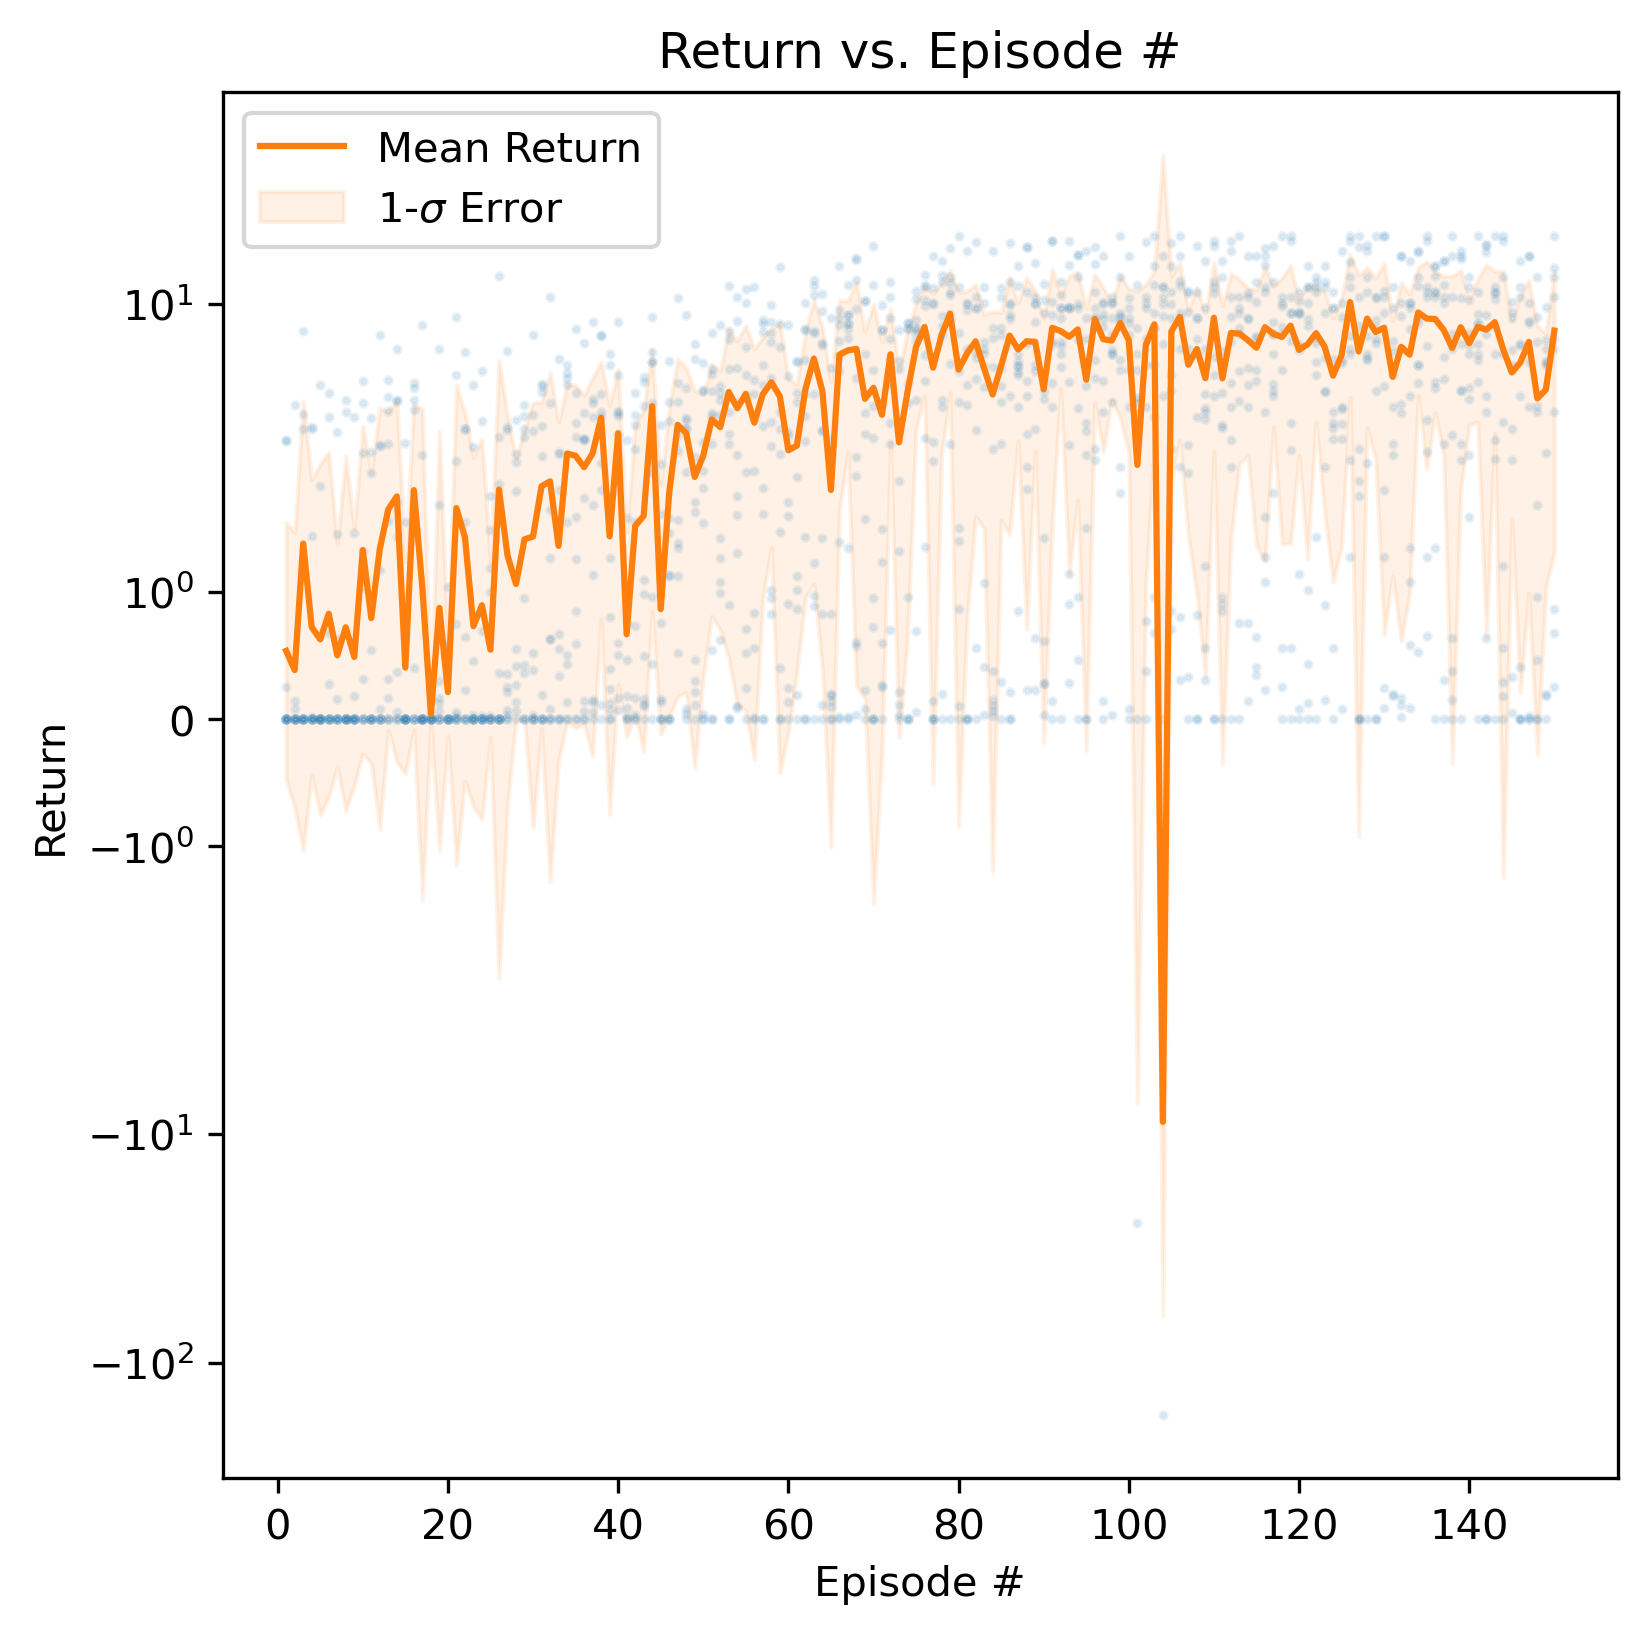 Return vs. Episode #
Mean Return
1-σ Error
10¹
10⁰
0
−10⁰
−10¹
−10²
Return
0 20 40 60 80 100 120 140
Episode #